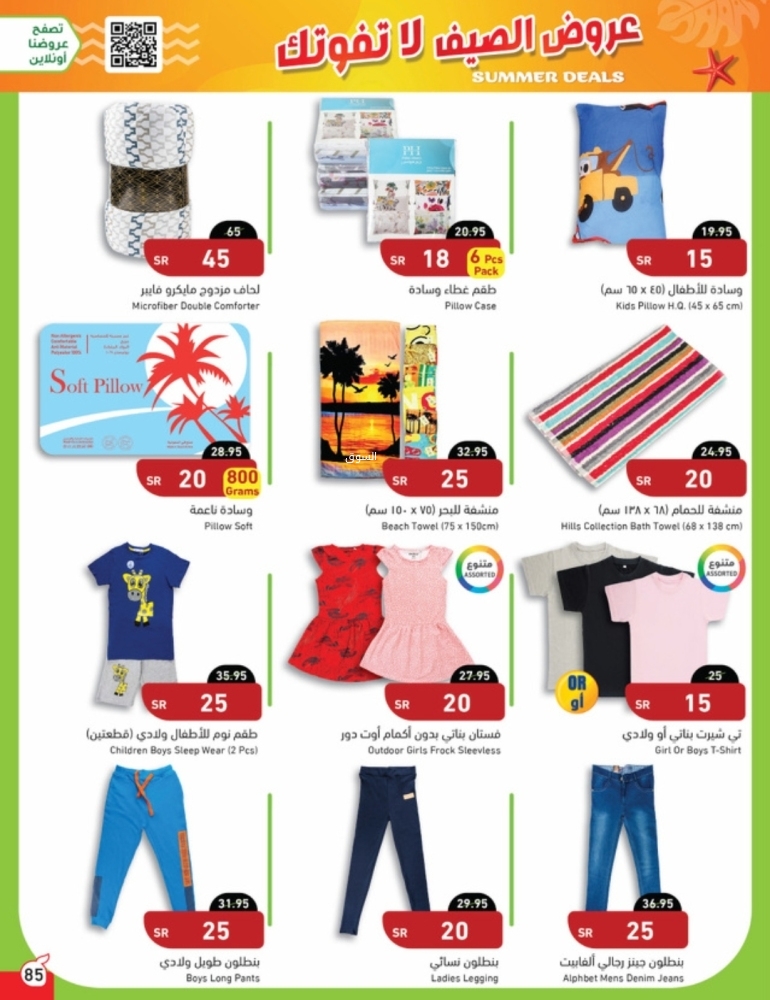 تصفح
عروضنا
أونلاين
عروض الصيف لا تفوتك
SUMMER DEALS
65
SR 45
لحاف مزدوج مايكرو فايبر
Microfiber Double Comforter
PH
20.95
SR 18
6 Pcs
Pack
طقم غطاء وسادة
Pillow Case
19.95
SR 15
وسادة للأطفال (٤٥ x ٦٥ سم)
Kids Pillow H.Q. (45 x 65 cm)
Soft Pillow
28.95
SR 20
800
Grams
وسادة ناعمة
Pillow Soft
السوق
32.95
SR 25
منشفة للبحر (٧٥ x ١٥٠ سم)
Beach Towel (75 x 150cm)
24.95
SR 20
منشفة للحمام (٦٨ x ١٣٨ سم)
Hills Collection Bath Towel (68 x 138 cm)
35.95
SR 25
طقم نوم للأطفال ولادي (قطعتين)
Children Boys Sleep Wear (2 Pcs)
متنوع
ASSORTED
27.95
SR 20
فستان بناتي بدون أكمام أوت دور
Outdoor Girls Frock Sleevless
متنوع
ASSORTED
OR
أو
25
SR 15
تي شيرت بناتي أو ولادي
Girl Or Boys T-Shirt
31.95
SR 25
بنطلون طويل ولادي
Boys Long Pants
29.95
SR 20
بنطلون نسائي
Ladies Legging
36.95
SR 25
بنطلون جينز رجالي ألفابيت
Alphbet Mens Denim Jeans
85